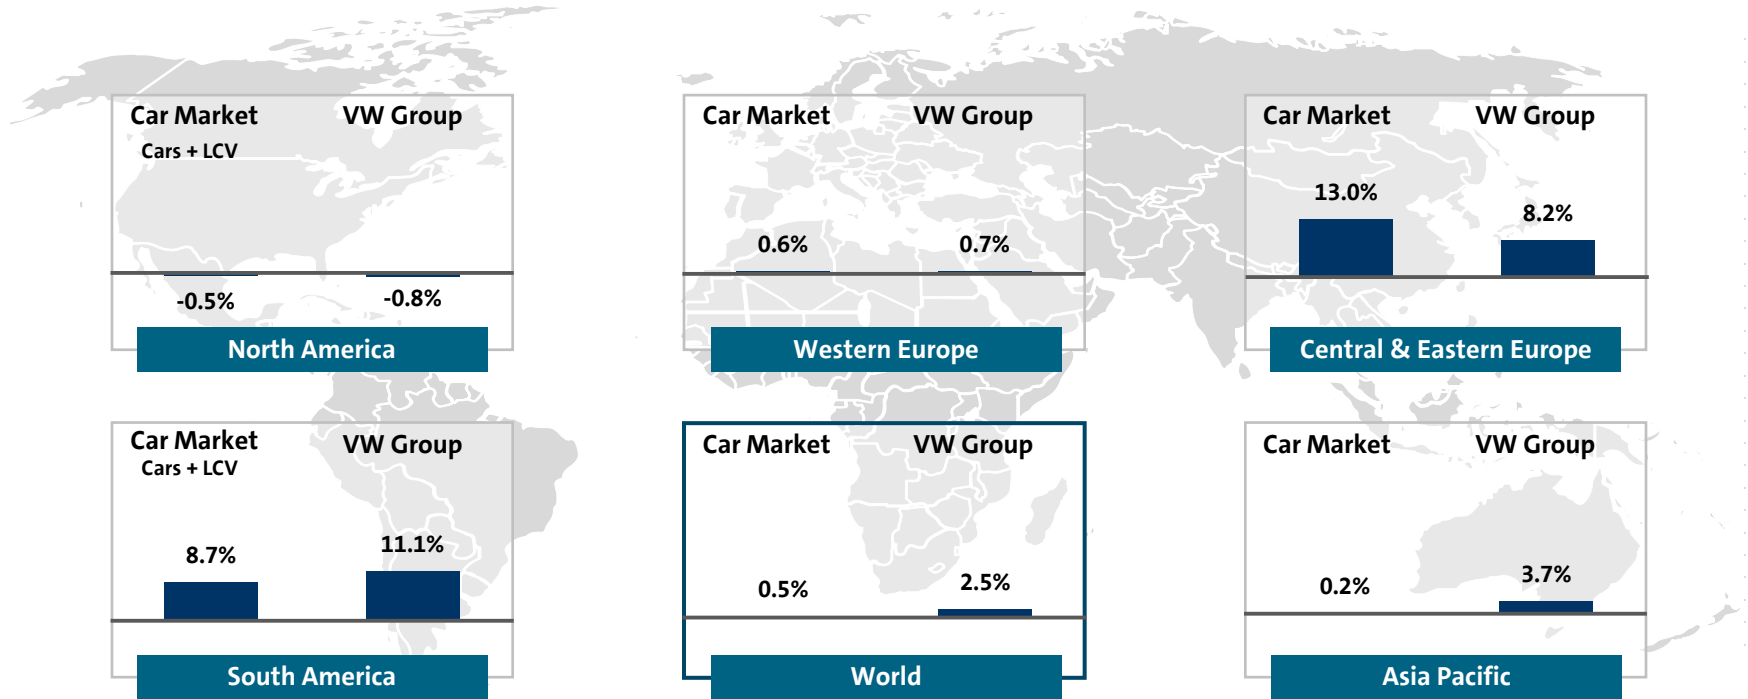 Car Market VW Group
Cars + LCV
-0.5% -0.8%
North America
Car Market VW Group
0.6% 0.7%
Western Europe
Car Market VW Group
13.0% 8.2%
Central & Eastern Europe
Car Market VW Group
Cars + LCV
8.7% 11.1%
South America
Car Market VW Group
0.5% 2.5%
World
Car Market VW Group
0.2% 3.7%
Asia Pacific